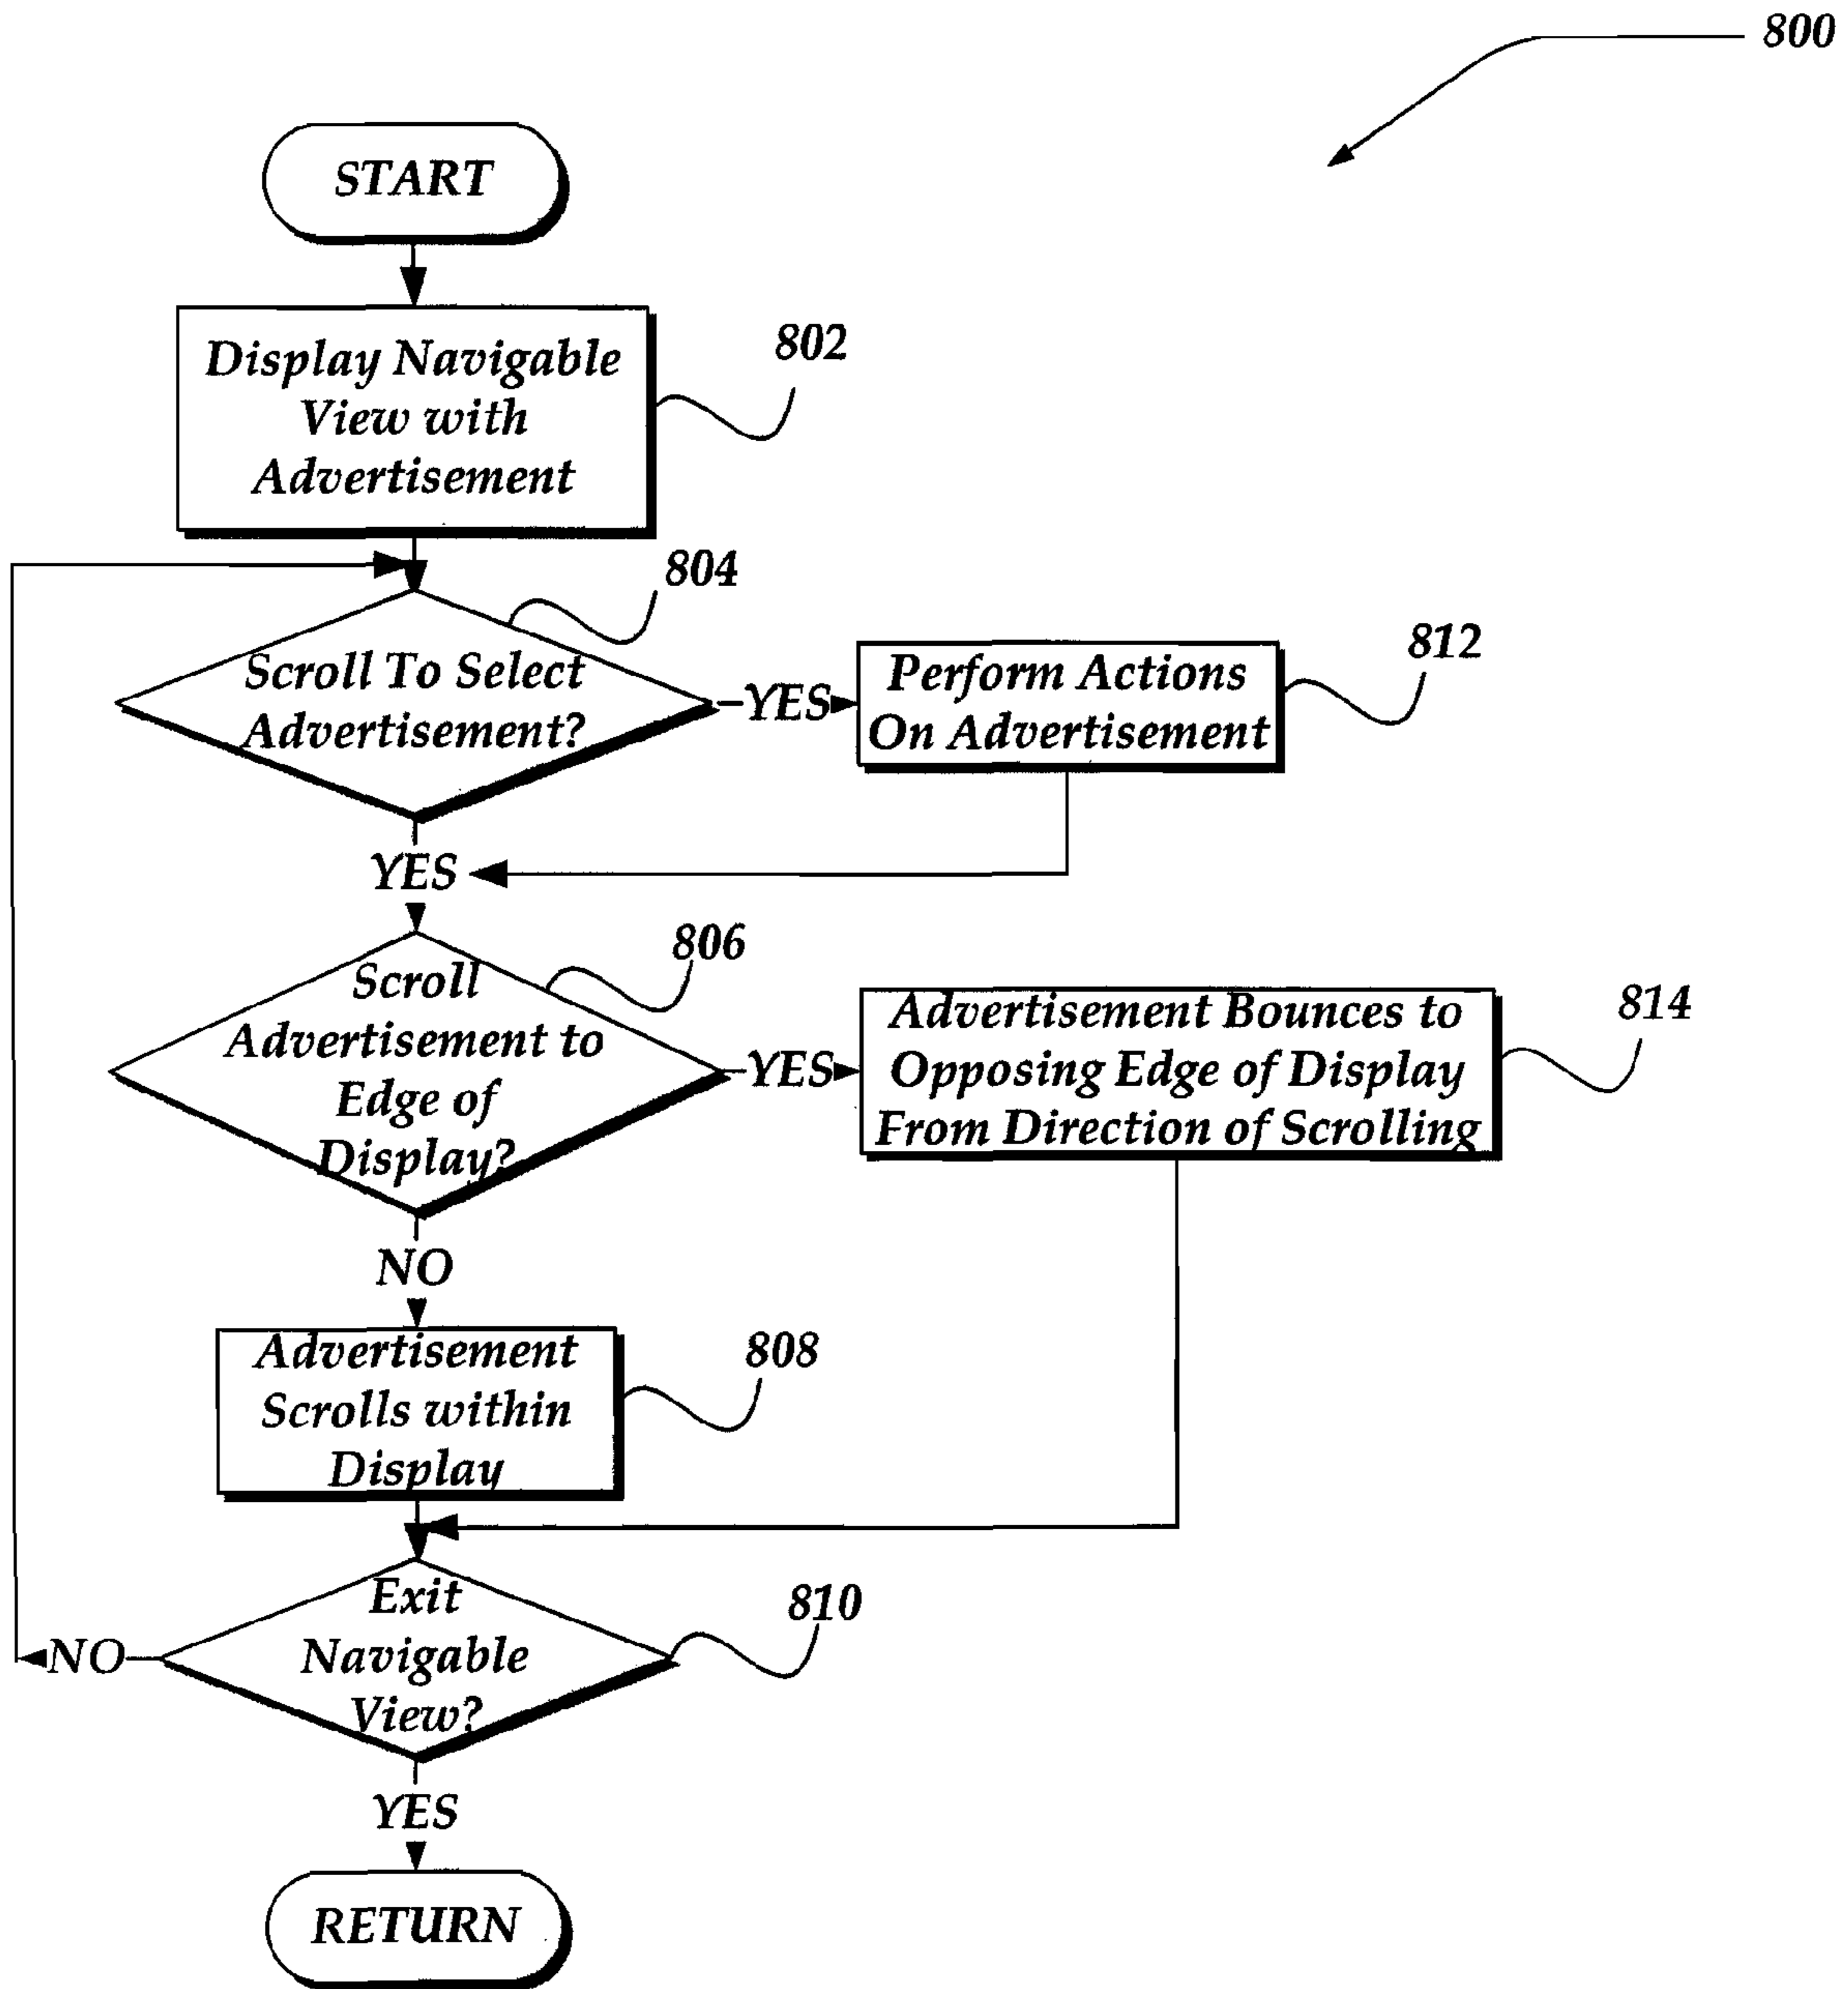 800
START
Display Navigable
View with
Advertisement
802
804
Scroll To Select
Advertisement?
YES
Perform Actions
On Advertisement
812
YES
806
Scroll
Advertisement to
Edge of
Display?
YES
Advertisement Bounces to
Opposing Edge of Display
From Direction of Scrolling
814
NO
Advertisement
Scrolls within
Display
808
Exit
Navigable
View?
810
NO
YES
RETURN